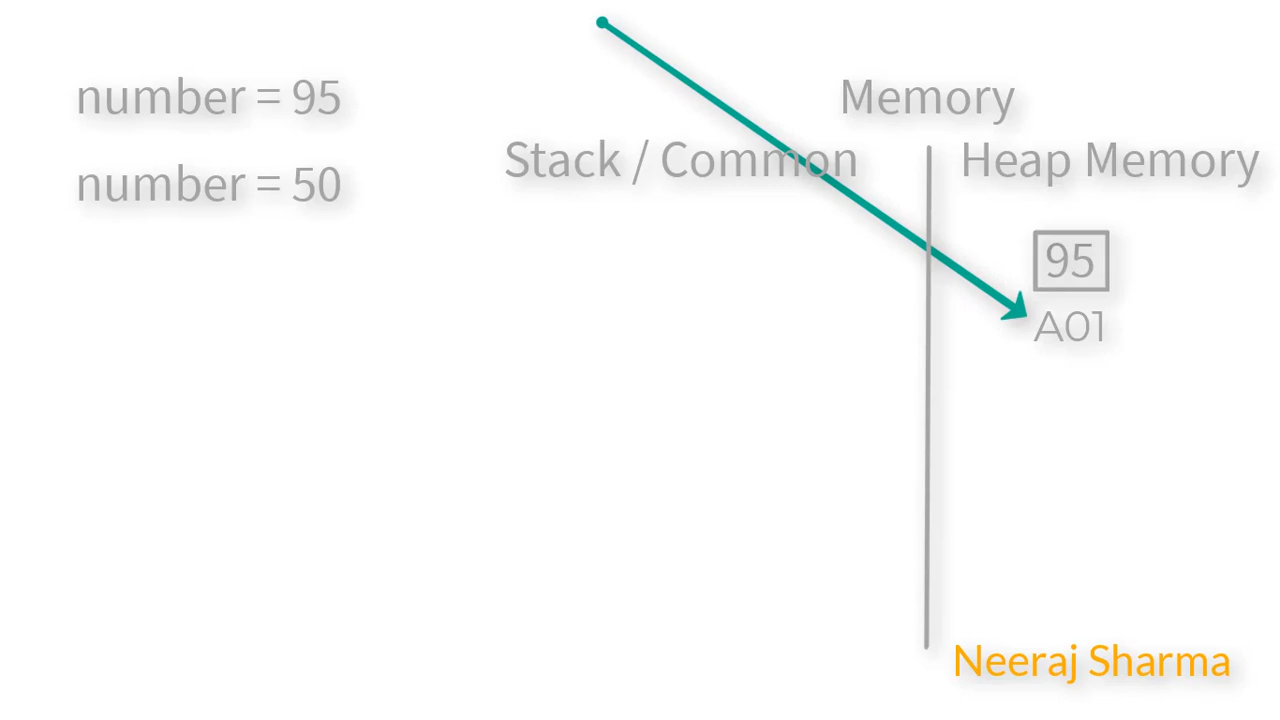 number = 95
number = 50
Memory
Stack / Common
Heap Memory
95
A01
Neeraj Sharma